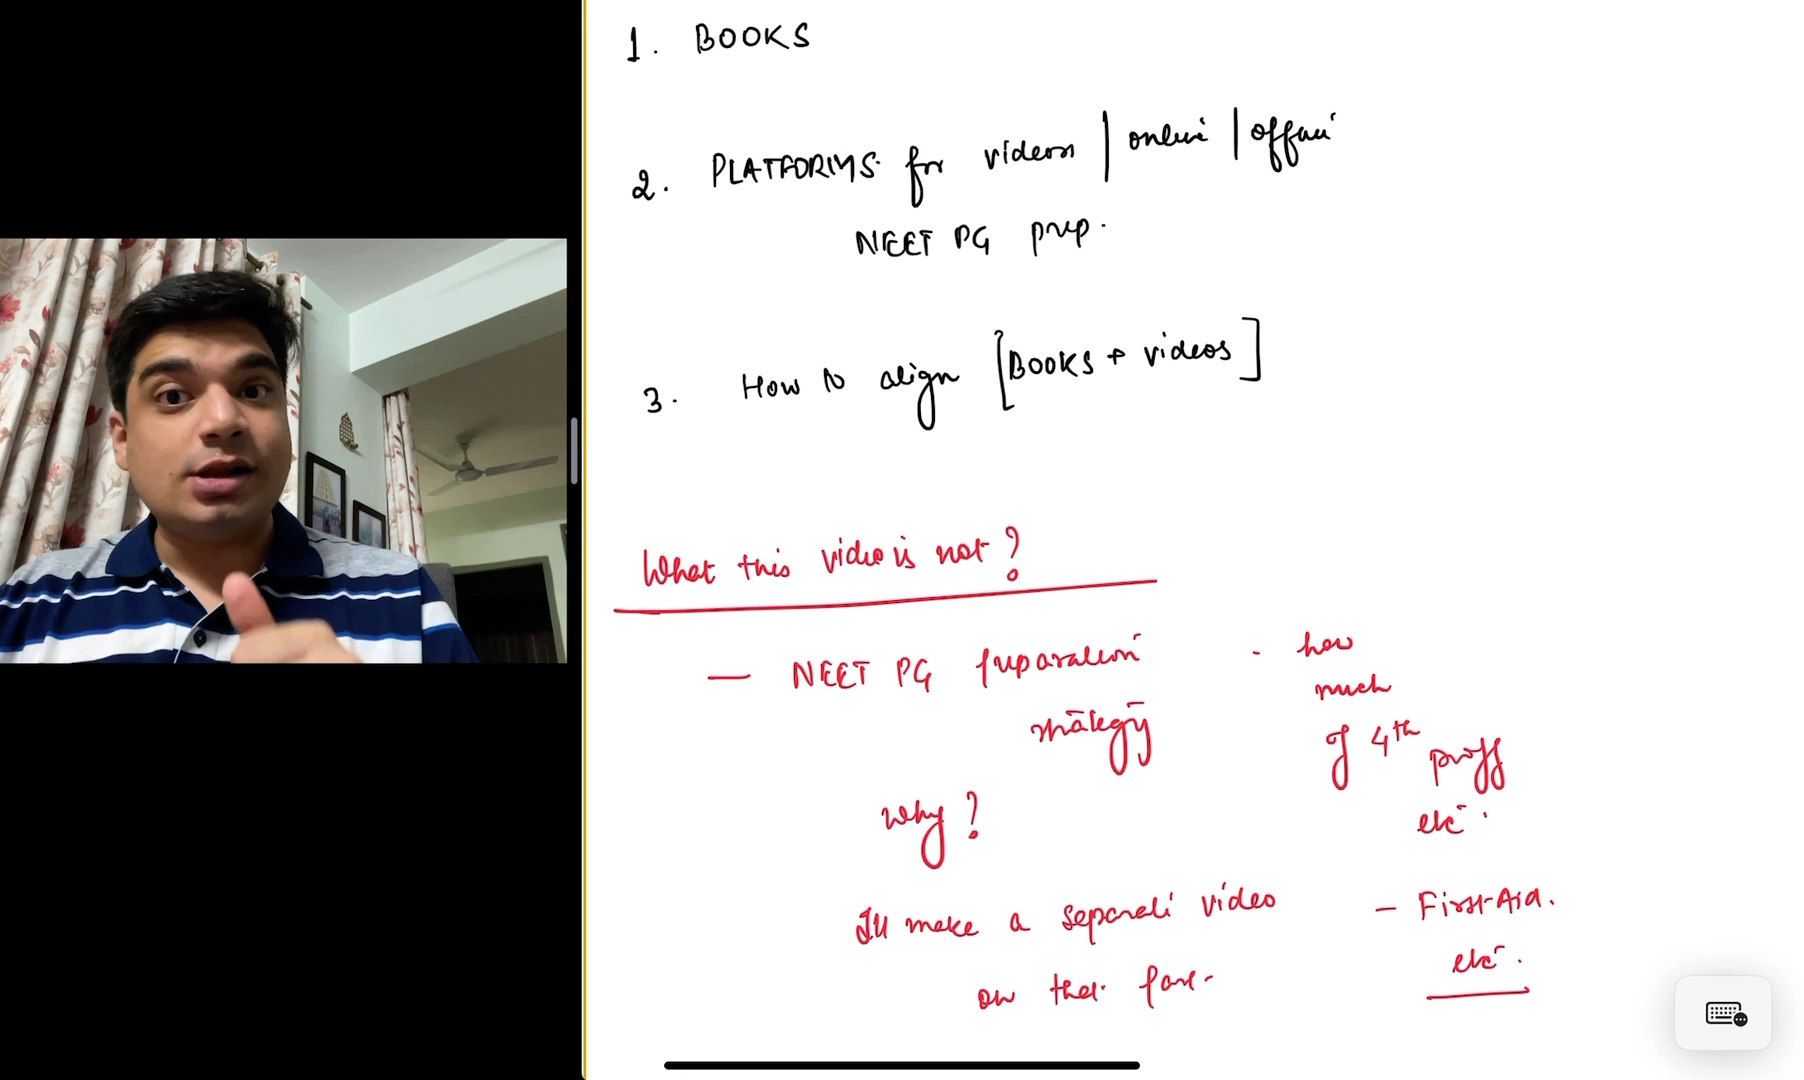 1. BOOKS
2. PLATFORMS for videos | online | offline
NEET PG prep.
3. How to align [BOOKS + videos]
What this video is not?
— NEET PG preparation
strategy
· how
much
of 4th proff
etc.
why?
I'll make a separate video
on that part.
– First-Aid.
etc.